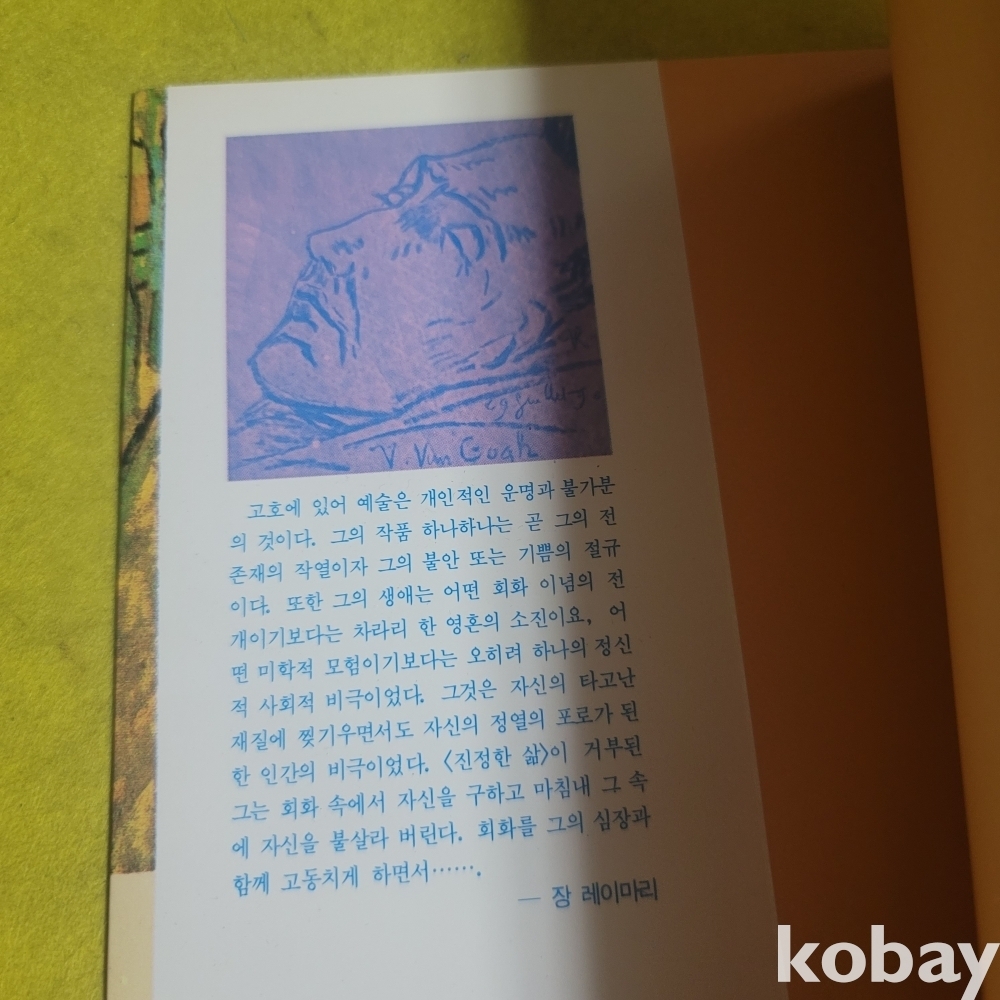 29 Juillet
V. Van Gogh
고호에 있어 예술은 개인적인 운명과 불가분
의 것이다. 그의 작품 하나하나는 곧 그의 전
존재의 작열이자 그의 불안 또는 기쁨의 절규
이다. 또한 그의 생애는 어떤 회화 이념의 전
개이기보다는 차라리 한 영혼의 소진이요, 어
떤 미학적 모험이기보다는 오히려 하나의 정신
적 사회적 비극이었다. 그것은 자신의 타고난
재질에 찢기우면서도 자신의 정열의 포로가 된
한 인간의 비극이었다. 〈진정한 삶〉이 거부된
그는 회화 속에서 자신을 구하고 마침내 그 속
에 자신을 불살라 버린다. 회화를 그의 심장과
함께 고동치게 하면서…….
— 장 레이마리
kobay